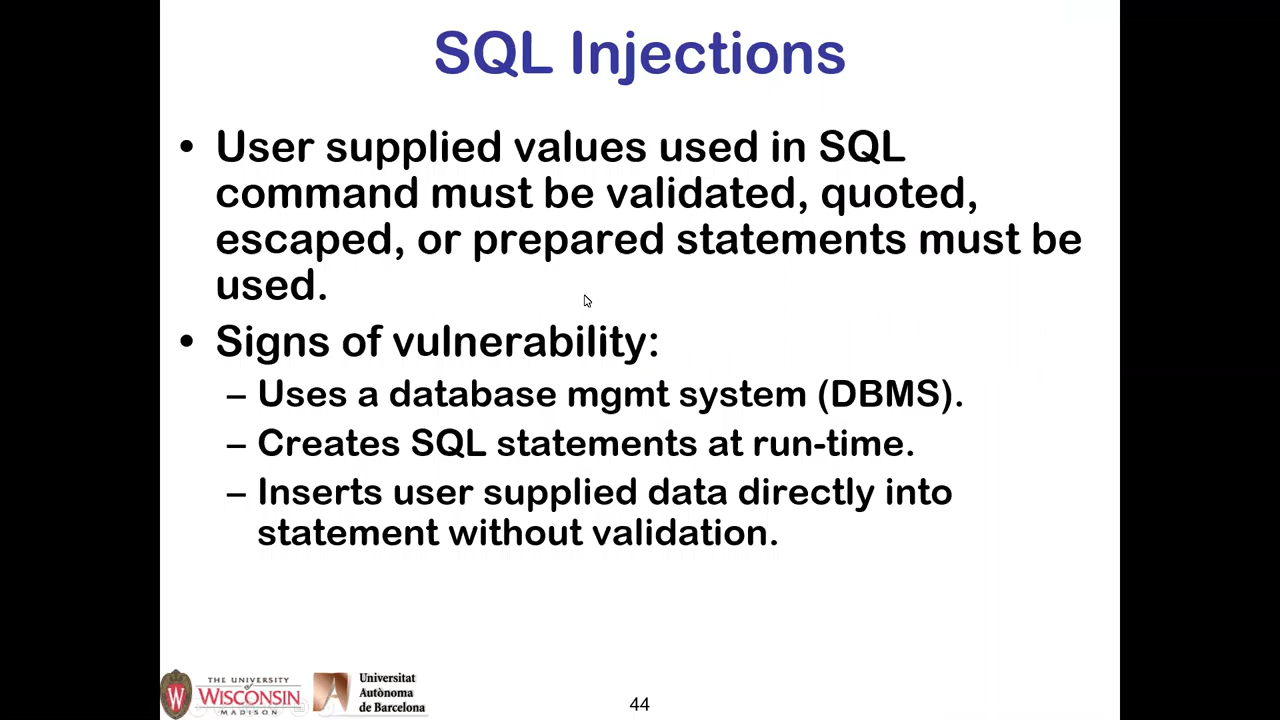 SQL Injections
• User supplied values used in SQL
command must be validated, quoted,
escaped, or prepared statements must be
used.
• Signs of vulnerability:
– Uses a database mgmt system (DBMS).
– Creates SQL statements at run-time.
– Inserts user supplied data directly into
statement without validation.
THE UNIVERSITY
of
WISCONSIN
MADISON
Universitat
Autònoma
de Barcelona
44